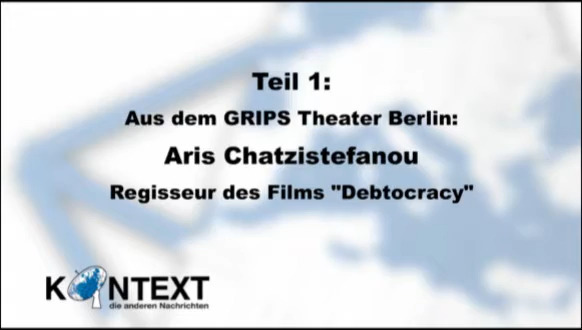 Teil 1:
Aus dem GRIPS Theater Berlin:
Aris Chatzistefanou
Regisseur des Films "Debtocracy"
KONTEXT
die anderen Nachrichten